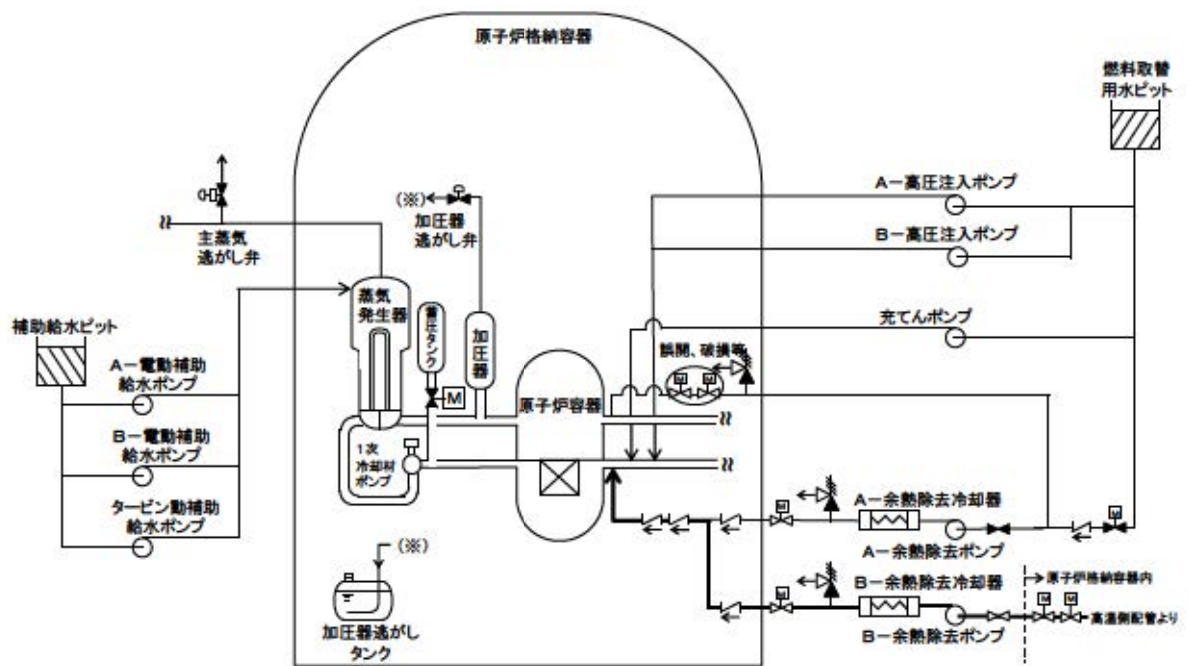 原子炉格納容器
燃料取替
用水ピット
主蒸気
逃がし弁
(※)
加圧器
逃がし弁
A－高圧注入ポンプ
B－高圧注入ポンプ
充てんポンプ
蒸気
発生器
蓄圧タンク
加圧器
誤開、破損等
M
M
M
原子炉容器
1次
冷却材
ポンプ
補助給水ピット
A－電動補助
給水ポンプ
B－電動補助
給水ポンプ
タービン動補助
給水ポンプ
M
A－余熱除去冷却器
M
A－余熱除去ポンプ
(※)
加圧器逃がし
タンク
M
B－余熱除去冷却器
B－余熱除去ポンプ
原子炉格納容器内
M
M
高温側配管より